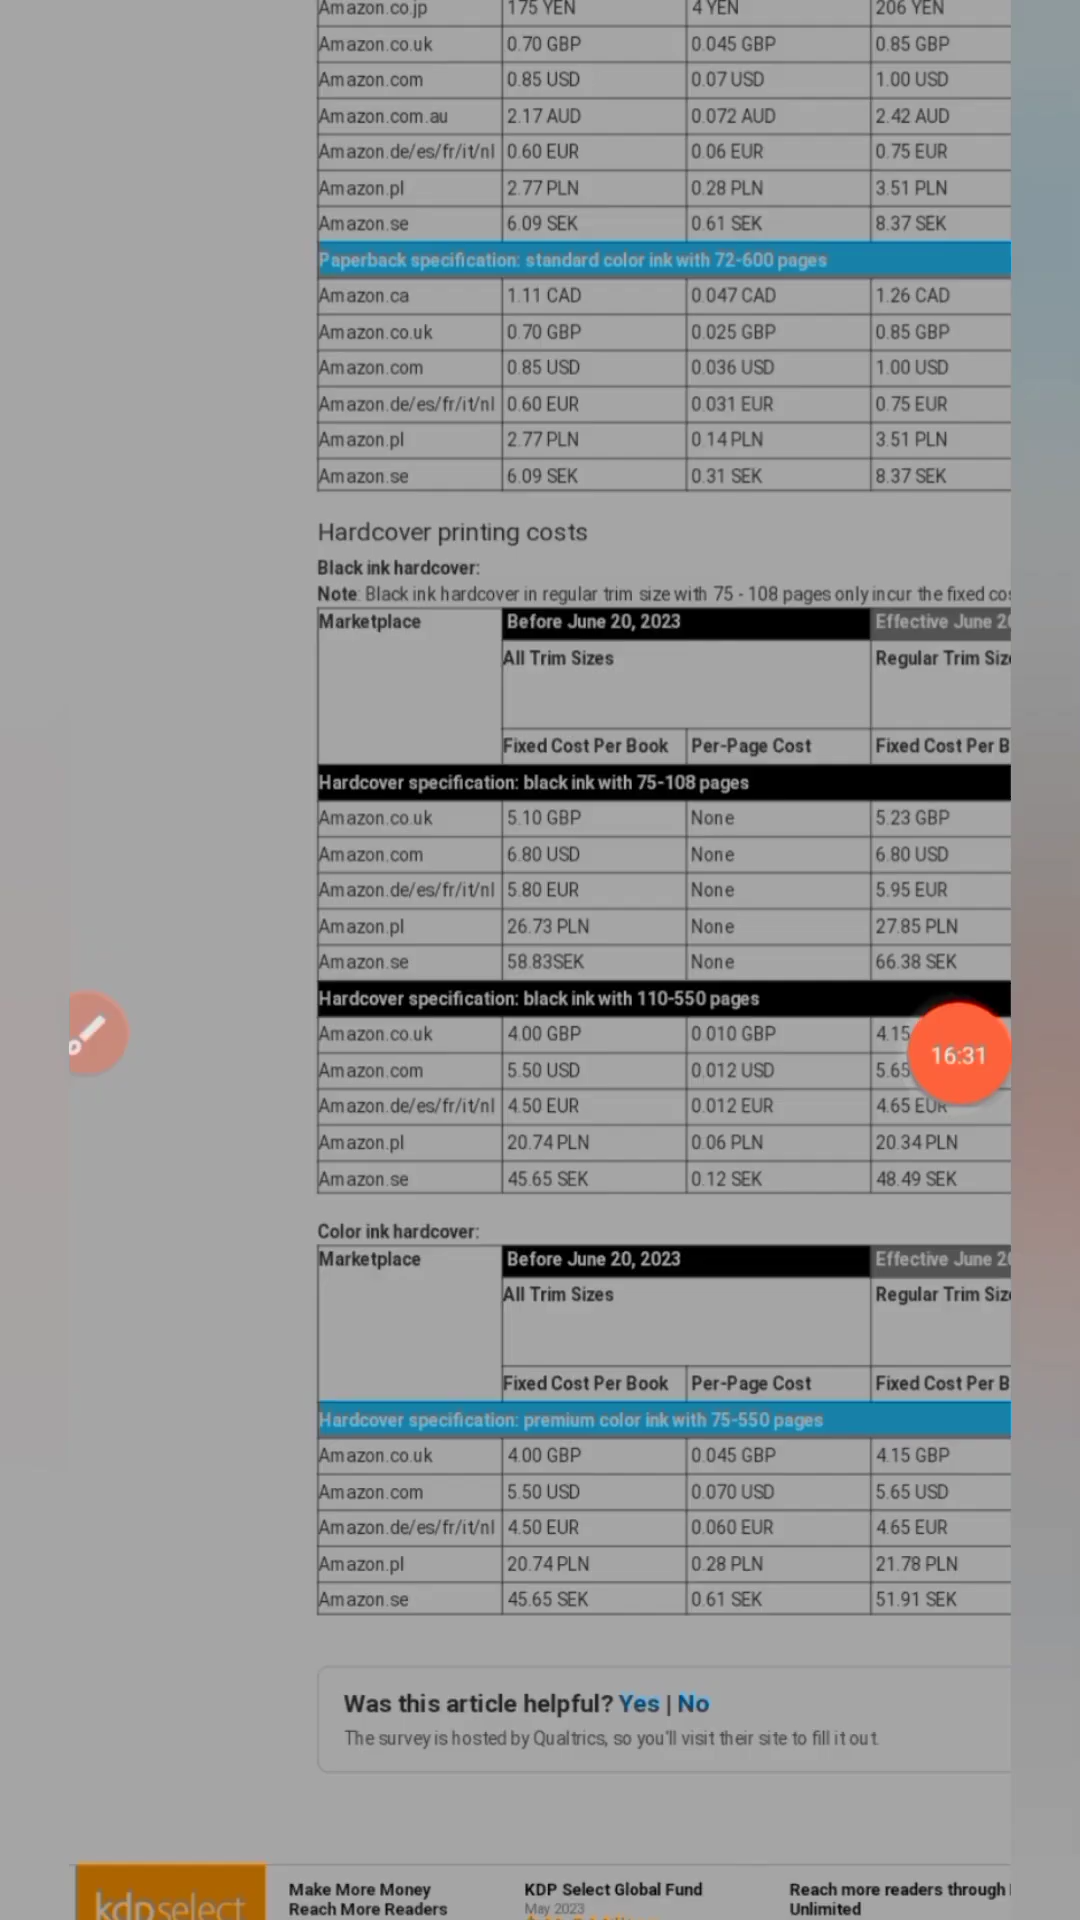 Amazon.co.jp 175 YEN 4 YEN 206 YEN
Amazon.co.uk 0.70 GBP 0.045 GBP 0.85 GBP
Amazon.com 0.85 USD 0.07 USD 1.00 USD
Amazon.com.au 2.17 AUD 0.072 AUD 2.42 AUD
Amazon.de/es/fr/it/nl 0.60 EUR 0.06 EUR 0.75 EUR
Amazon.pl 2.77 PLN 0.28 PLN 3.51 PLN
Amazon.se 6.09 SEK 0.61 SEK 8.37 SEK
Paperback specification: standard color ink with 72-600 pages
Amazon.ca 1.11 CAD 0.047 CAD 1.26 CAD
Amazon.co.uk 0.70 GBP 0.025 GBP 0.85 GBP
Amazon.com 0.85 USD 0.036 USD 1.00 USD
Amazon.de/es/fr/it/nl 0.60 EUR 0.031 EUR 0.75 EUR
Amazon.pl 2.77 PLN 0.14 PLN 3.51 PLN
Amazon.se 6.09 SEK 0.31 SEK 8.37 SEK
Hardcover printing costs
Black ink hardcover:
Note: Black ink hardcover in regular trim size with 75 - 108 pages only incur the fixed
Marketplace Before June 20, 2023 Effective June
All Trim Sizes Regular Trim
Fixed Cost Per Book Per-Page Cost Fixed Cost Per
Hardcover specification: black ink with 75-108 pages
Amazon.co.uk 5.10 GBP None 5.23 GBP
Amazon.com 6.80 USD None 6.80 USD
Amazon.de/es/fr/it/nl 5.80 EUR None 5.95 EUR
Amazon.pl 26.73 PLN None 27.85 PLN
Amazon.se 58.83SEK None 66.38 SEK
Hardcover specification: black ink with 110-550 pages
Amazon.co.uk 4.00 GBP 0.010 GBP 4.15
16:31
Amazon.com 5.50 USD 0.012 USD 5.65
Amazon.de/es/fr/it/nl 4.50 EUR 0.012 EUR 4.65 EUR
Amazon.pl 20.74 PLN 0.06 PLN 20.34 PLN
Amazon.se 45.65 SEK 0.12 SEK 48.49 SEK
Color ink hardcover:
Marketplace Before June 20, 2023 Effective June
All Trim Sizes Regular Trim
Fixed Cost Per Book Per-Page Cost Fixed Cost Per
Hardcover specification: premium color ink with 75-550 pages
Amazon.co.uk 4.00 GBP 0.045 GBP 4.15 GBP
Amazon.com 5.50 USD 0.070 USD 5.65 USD
Amazon.de/es/fr/it/nl 4.50 EUR 0.060 EUR 4.65 EUR
Amazon.pl 20.74 PLN 0.28 PLN 21.78 PLN
Amazon.se 45.65 SEK 0.61 SEK 51.91 SEK
Was this article helpful? Yes | No
The survey is hosted by Qualtrics, so you'll visit their site to fill it out.
kdpselect
Make More Money
Reach More Readers
KDP Select Global Fund
May 2023
Reach more readers through
Unlimited